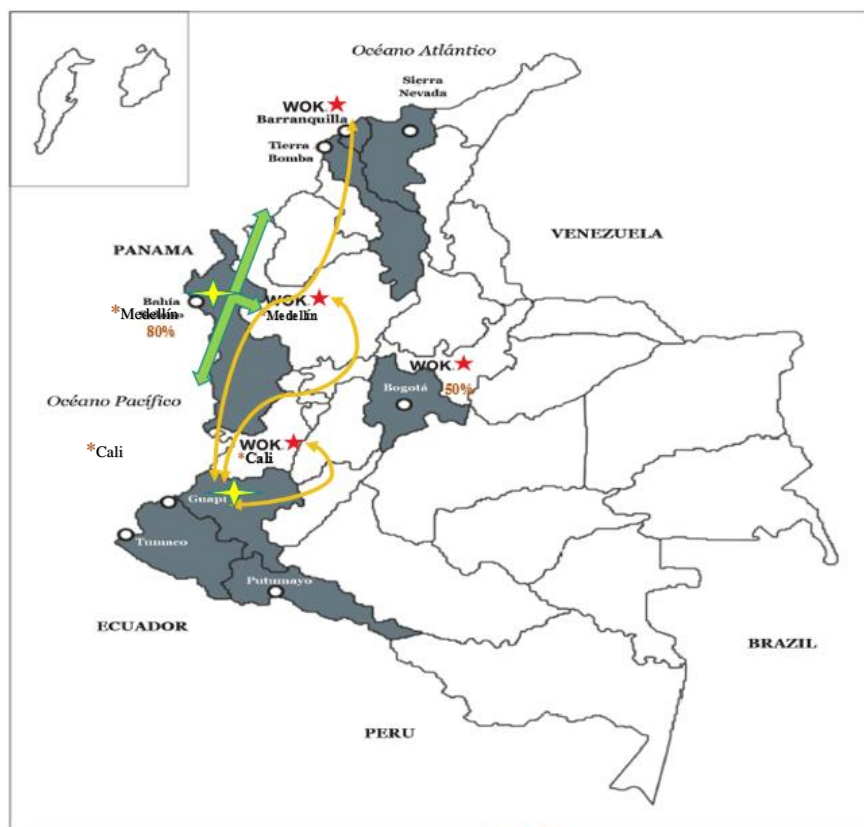 Océano Atlántico
Sierra
Nevada
WOK
Barranquilla
Tierra
Bomba
VENEZUELA
PANAMA
Bahía
*Medellín
80%
WOK
Medellín
WOK
50%
Bogotá
Océano Pacífico
*Cali
WOK
*Cali
Guapi
Tumaco
Putumayo
ECUADOR
BRAZIL
PERU